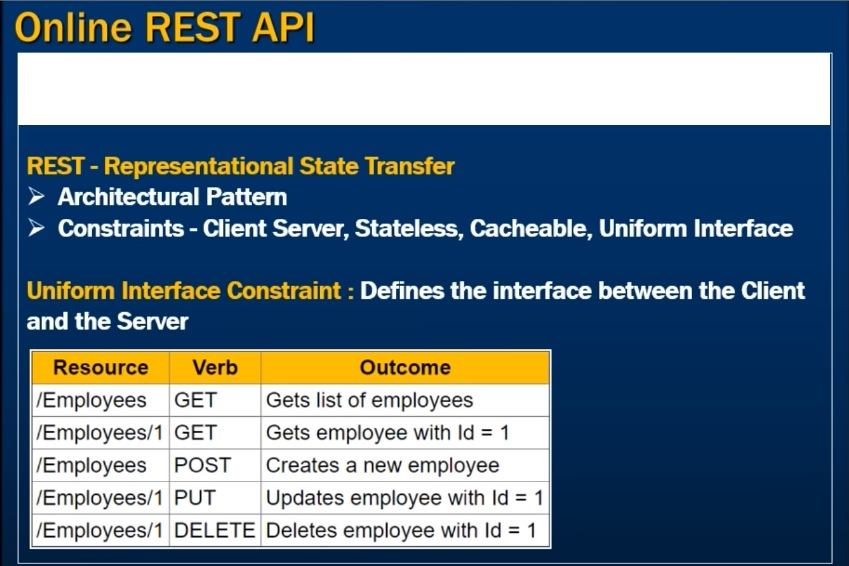 Online REST API
REST - Representational State Transfer
➢ Architectural Pattern
➢ Constraints - Client Server, Stateless, Cacheable, Uniform Interface
Uniform Interface Constraint : Defines the interface between the Client
and the Server
Resource Verb Outcome
/Employees GET Gets list of employees
/Employees/1 GET Gets employee with Id = 1
/Employees POST Creates a new employee
/Employees/1 PUT Updates employee with Id = 1
/Employees/1 DELETE Deletes employee with Id = 1